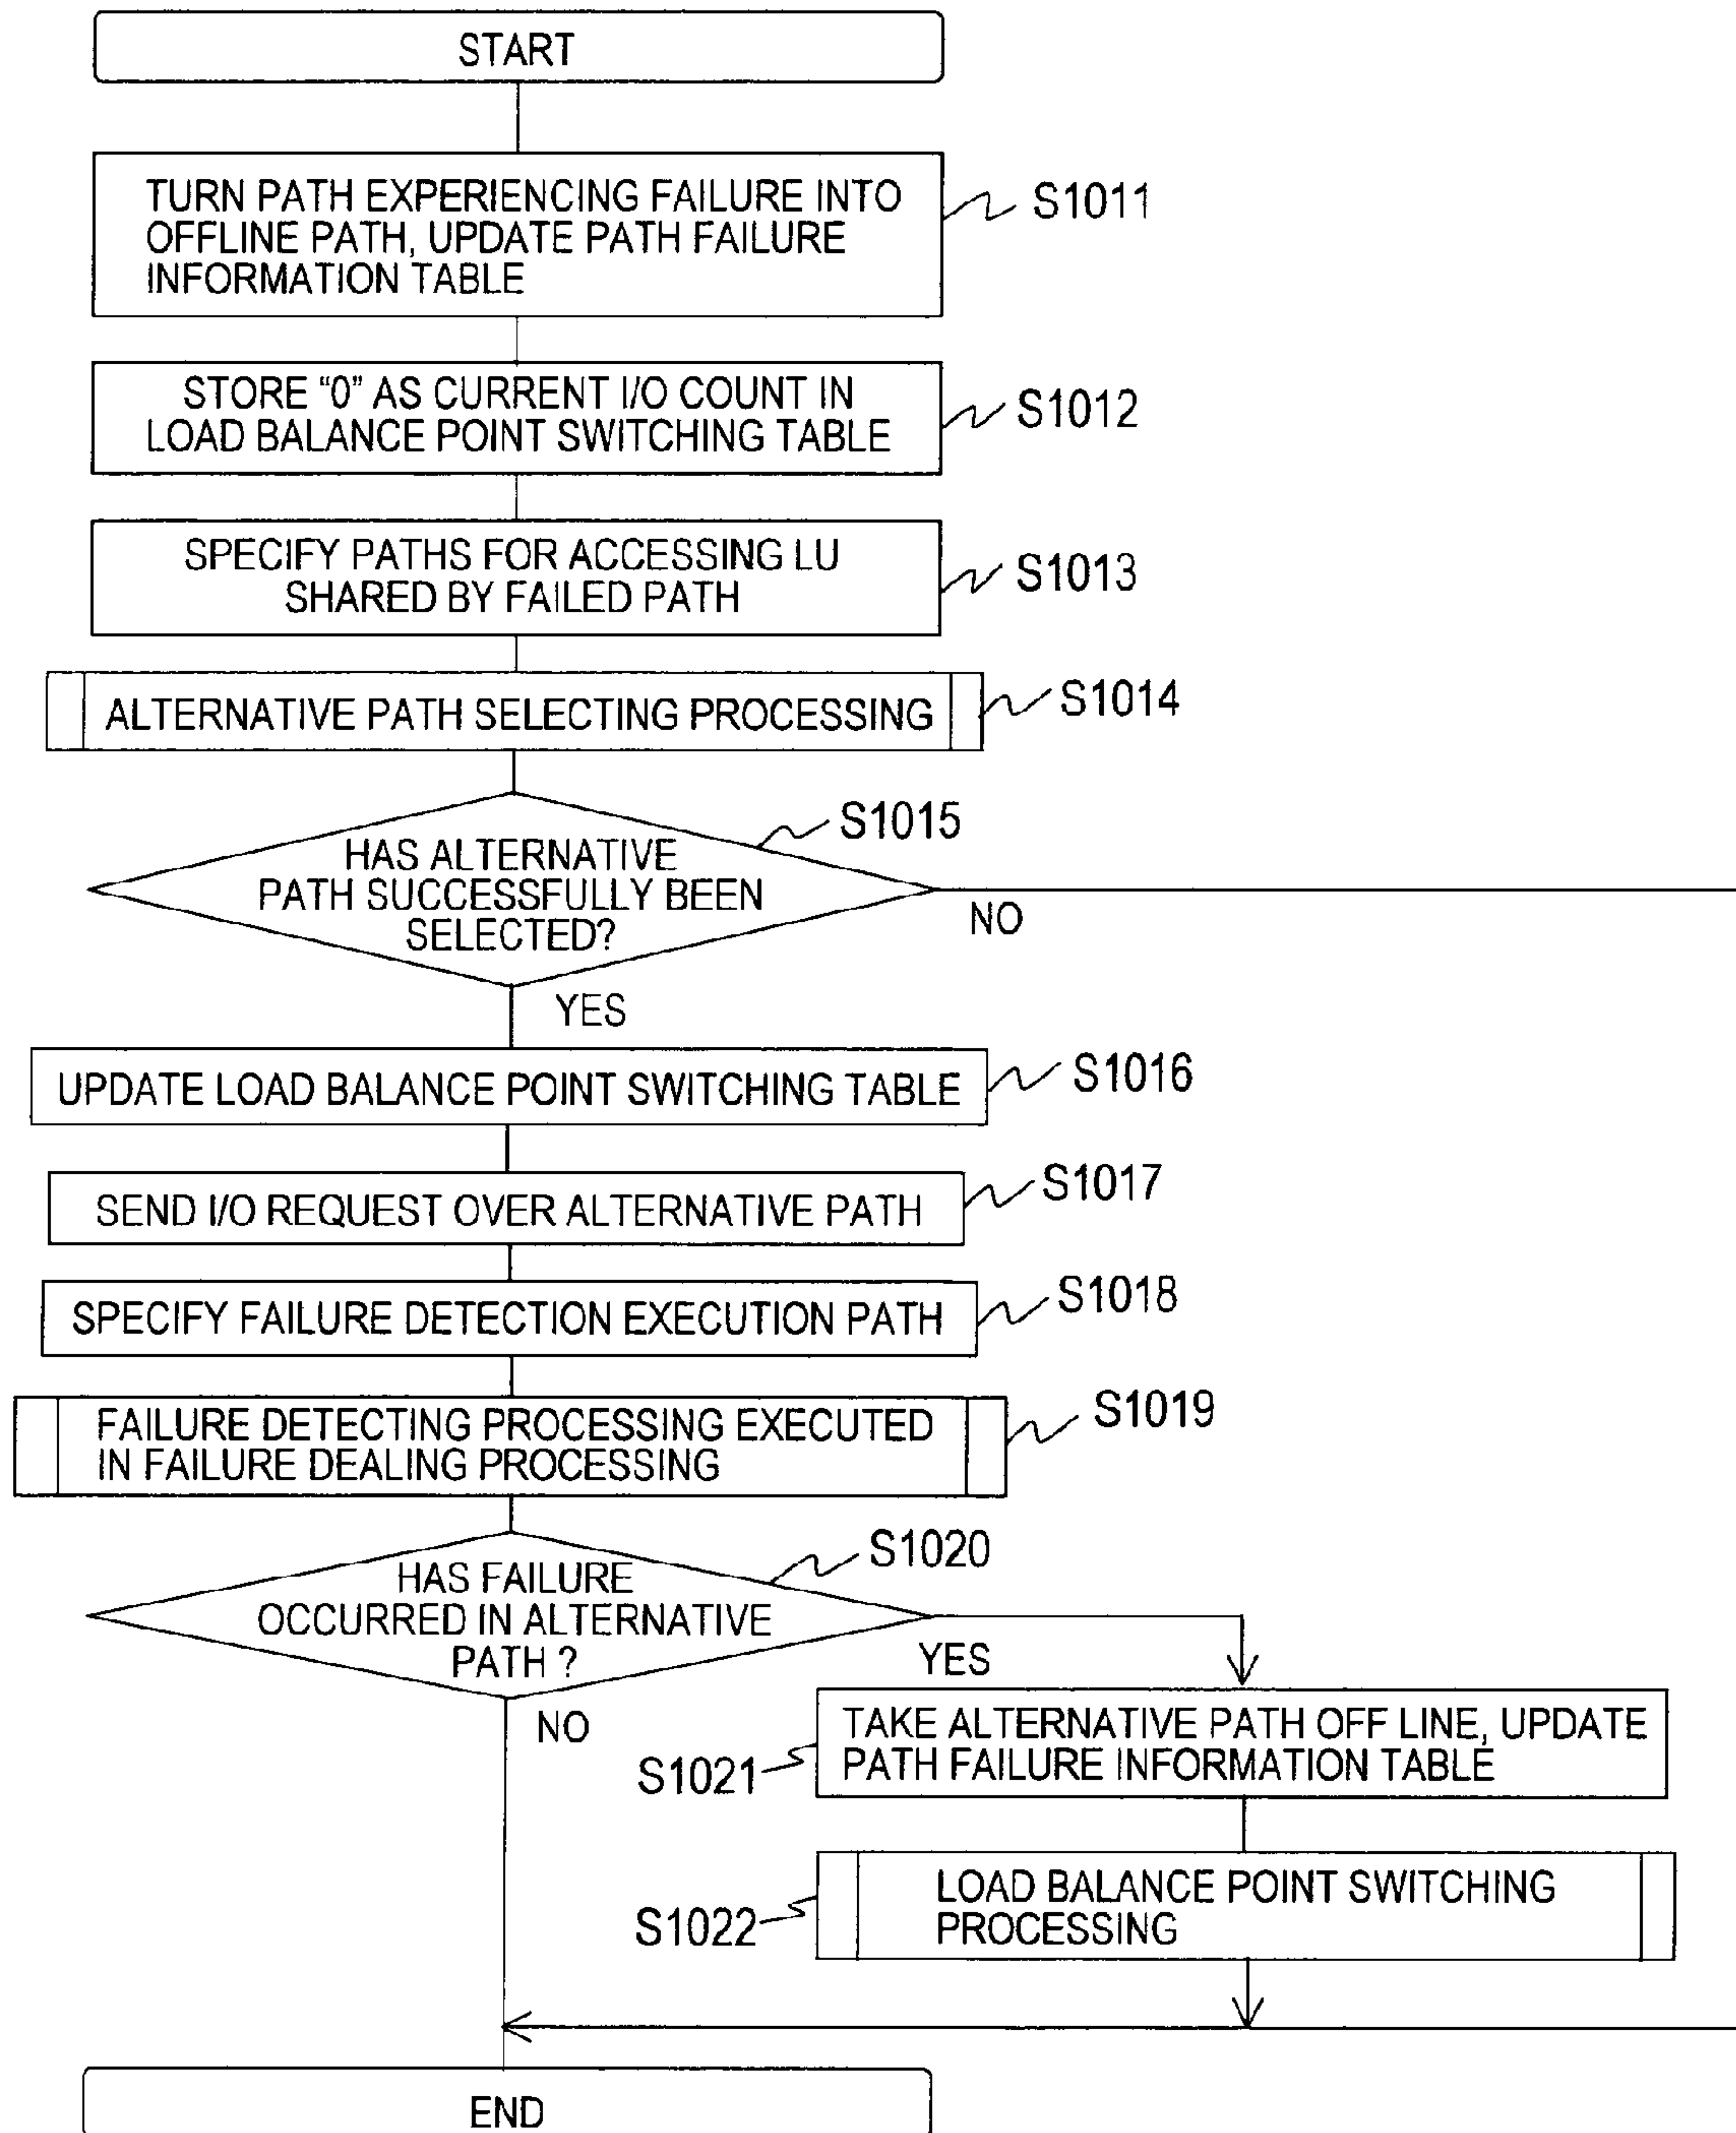 START
TURN PATH EXPERIENCING FAILURE INTO
OFFLINE PATH, UPDATE PATH FAILURE
INFORMATION TABLE
S1011
STORE “0” AS CURRENT I/O COUNT IN
LOAD BALANCE POINT SWITCHING TABLE
S1012
SPECIFY PATHS FOR ACCESSING LU
SHARED BY FAILED PATH
S1013
ALTERNATIVE PATH SELECTING PROCESSING
S1014
HAS ALTERNATIVE
PATH SUCCESSFULLY BEEN
SELECTED?
S1015
NO
YES
UPDATE LOAD BALANCE POINT SWITCHING TABLE
S1016
SEND I/O REQUEST OVER ALTERNATIVE PATH
S1017
SPECIFY FAILURE DETECTION EXECUTION PATH
S1018
FAILURE DETECTING PROCESSING EXECUTED
IN FAILURE DEALING PROCESSING
S1019
HAS FAILURE
OCCURRED IN ALTERNATIVE
PATH ?
S1020
YES
NO
TAKE ALTERNATIVE PATH OFF LINE, UPDATE
PATH FAILURE INFORMATION TABLE
S1021
LOAD BALANCE POINT SWITCHING
PROCESSING
S1022
END